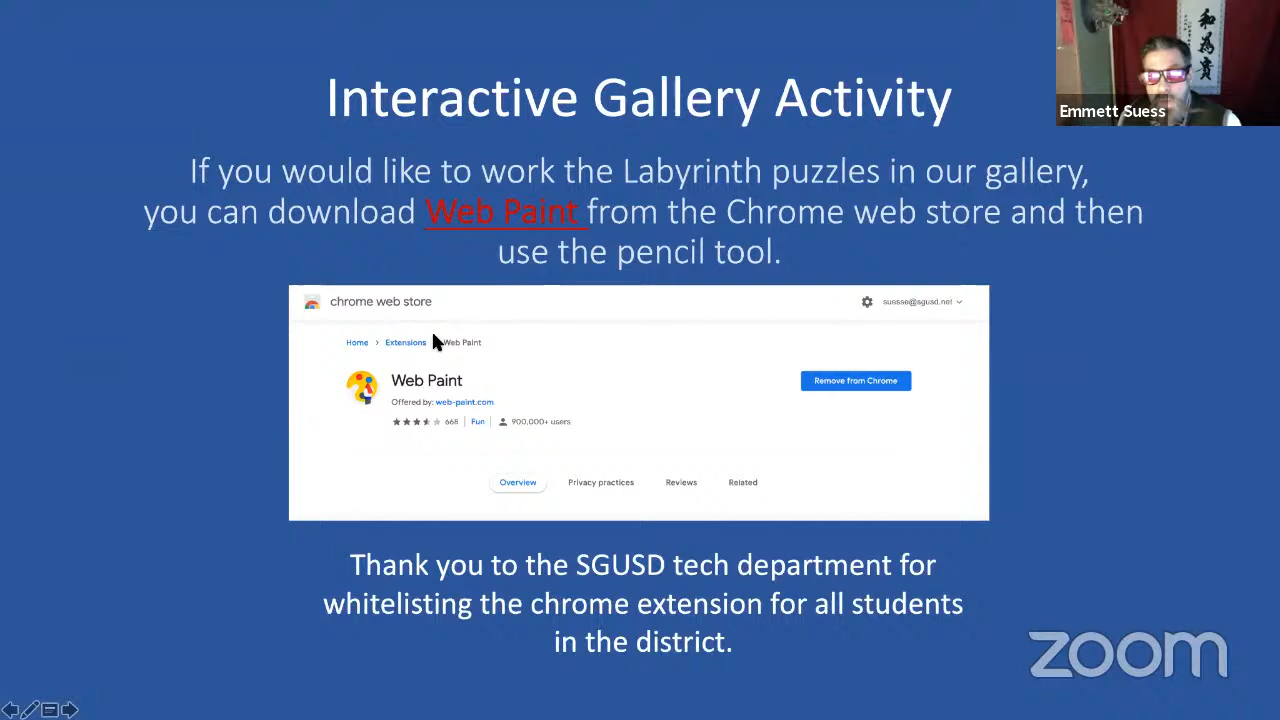 Interactive Gallery Activity
If you would like to work the Labyrinth puzzles in our gallery,
you can download Web Paint from the Chrome web store and then
use the pencil tool.
和為貴
Emmett Suess
chrome web store
suesse@sgusd.net
Home › Extensions › Web Paint
Web Paint
Remove from Chrome
Offered by: web-paint.com
668 | Fun | 900,000+ users
Overview Privacy practices Reviews Related
Thank you to the SGUSD tech department for
whitelisting the chrome extension for all students
in the district.
zoom